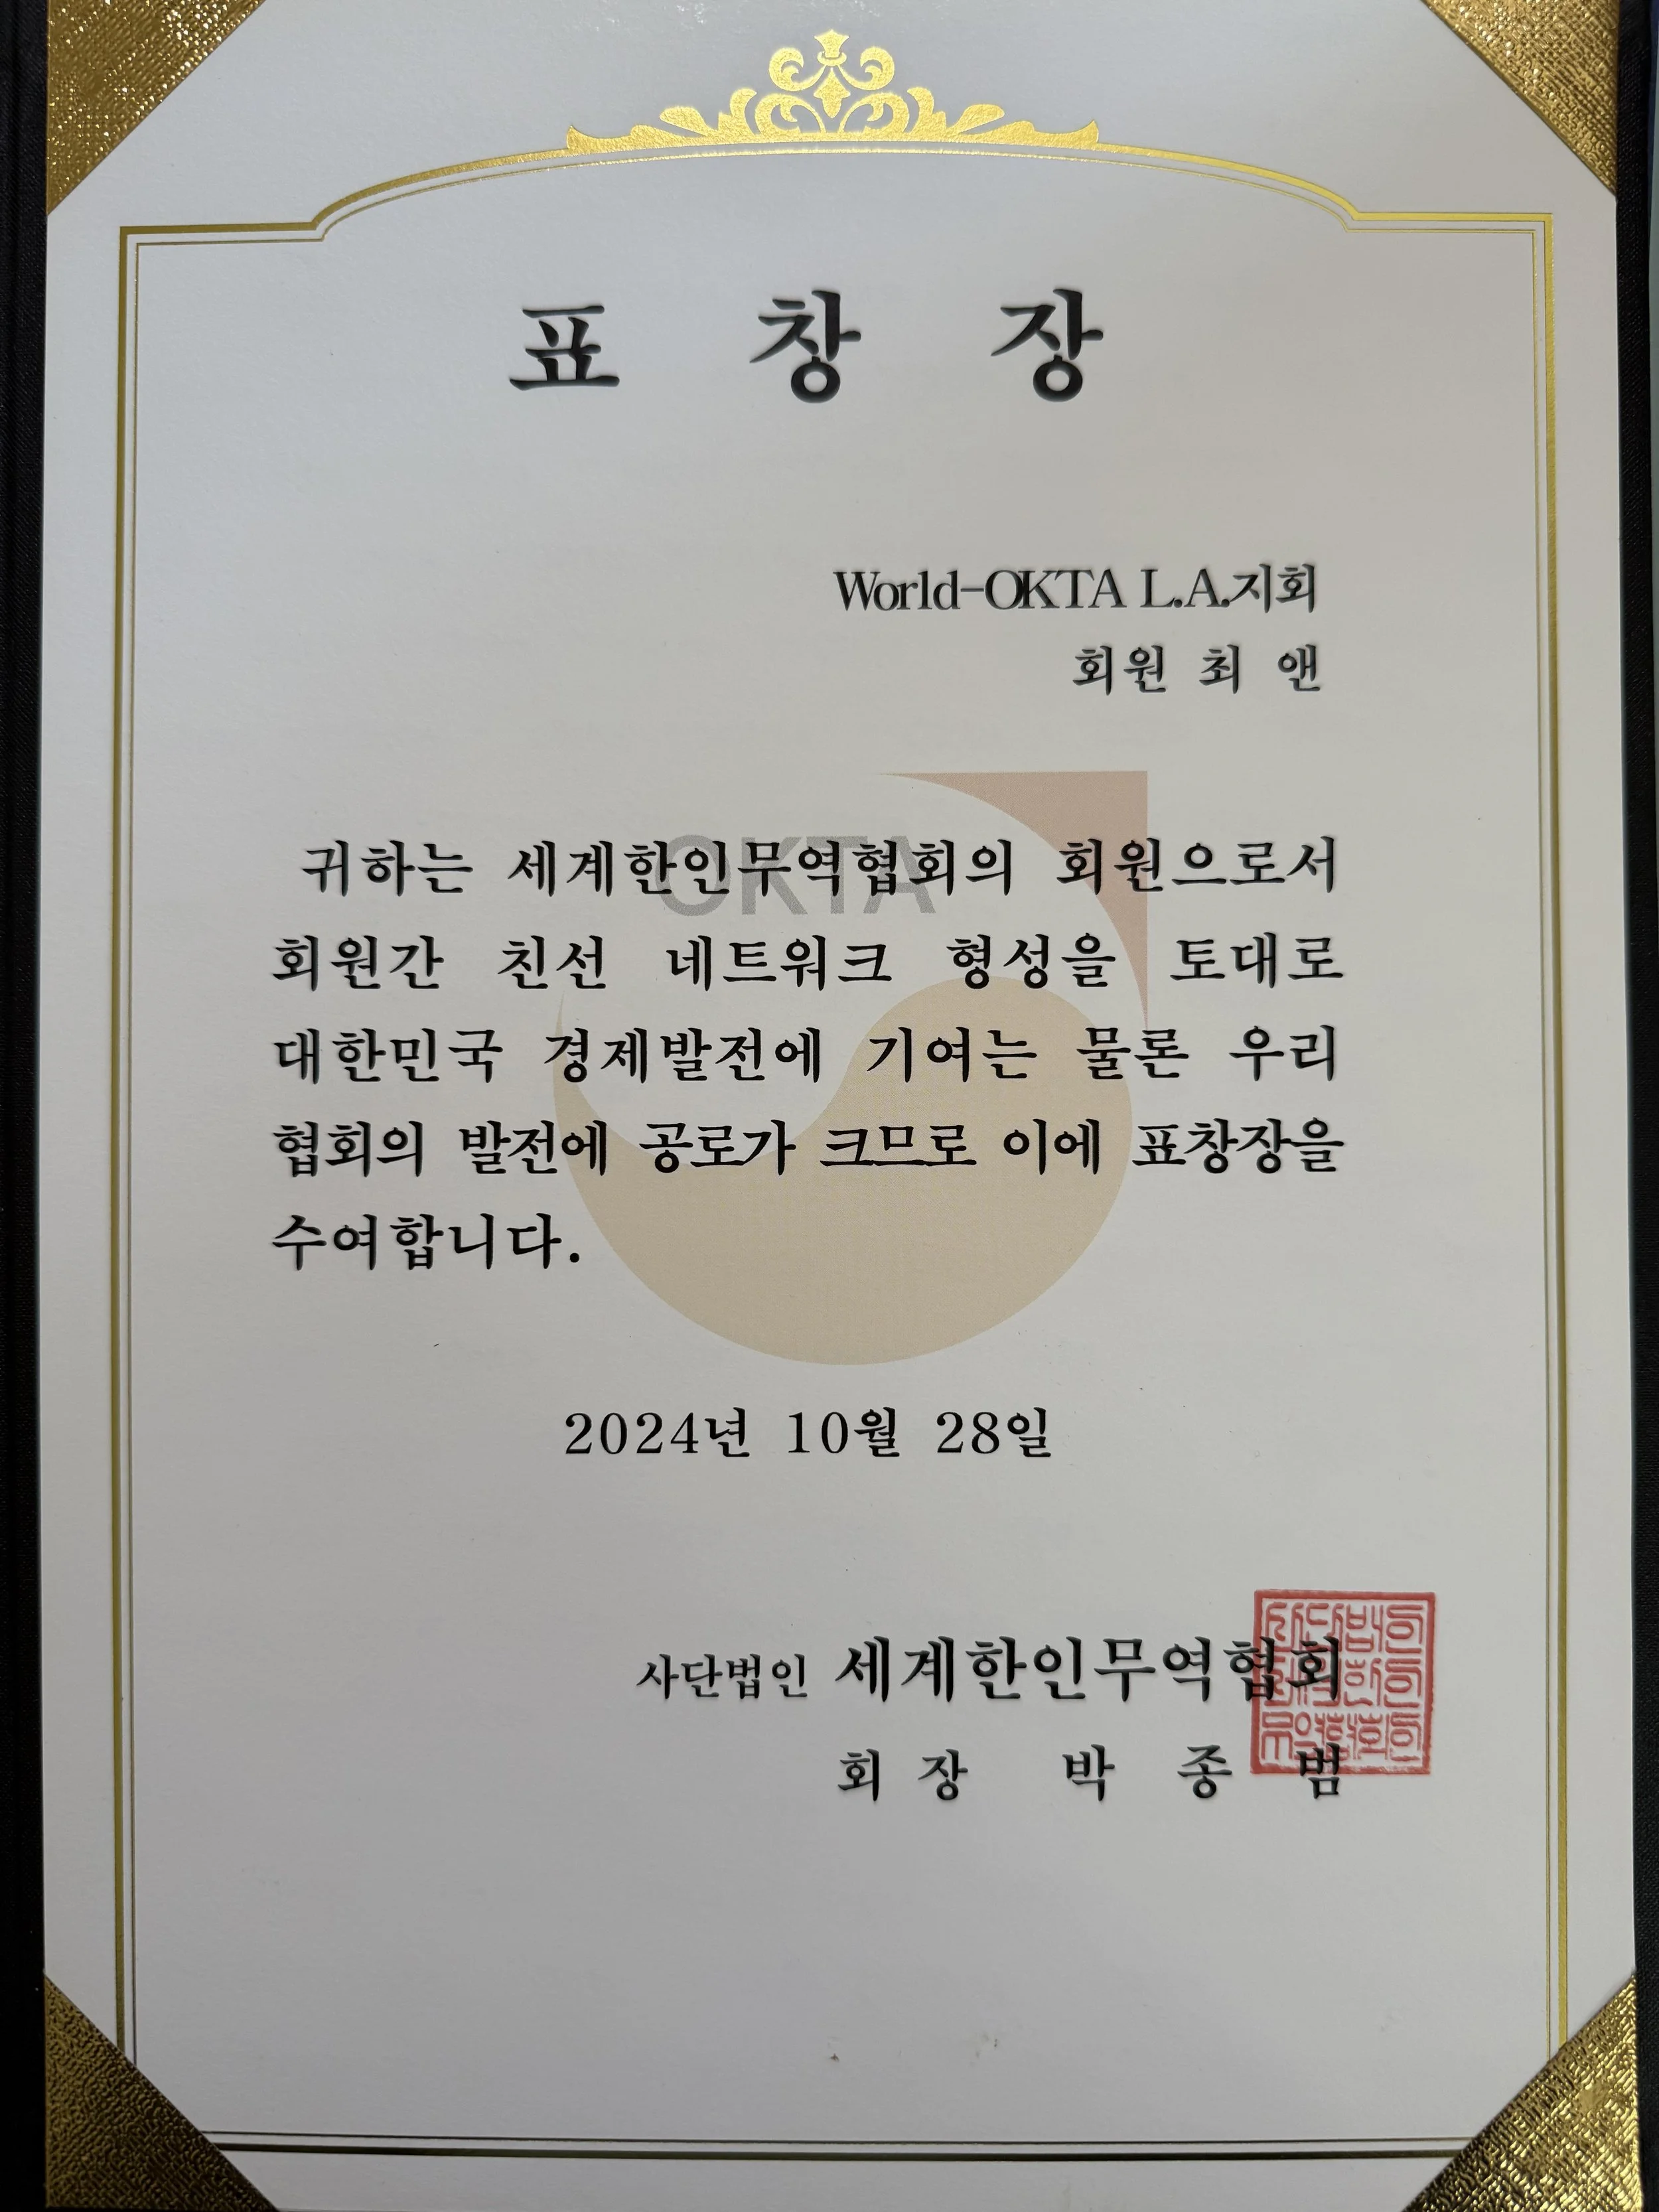 표 창 장
World-OKTA L.A.지회
회원 최 앤
OKTA
귀하는 세계한인무역협회의 회원으로서
회원간 친선 네트워크 형성을 토대로
대한민국 경제발전에 기여는 물론 우리
협회의 발전에 공로가 크므로 이에 표창장을
수여합니다.
2024년 10월 28일
사단법인 세계한인무역협회
회 장 박 종 범